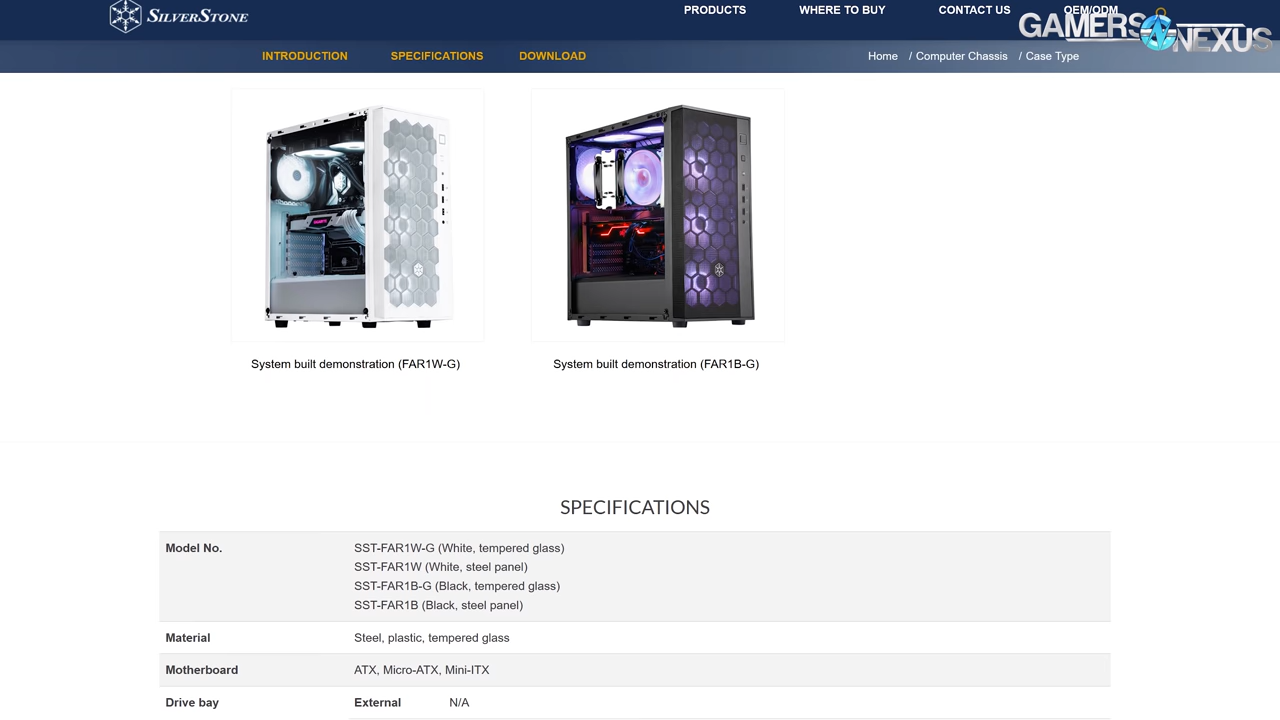 SILVERSTONE
PRODUCTS WHERE TO BUY CONTACT US OEM/ODM
GAMERS NEXUS
INTRODUCTION SPECIFICATIONS DOWNLOAD Home / Computer Chassis / Case Type
System built demonstration (FAR1W-G) System built demonstration (FAR1B-G)
SPECIFICATIONS
Model No. SST-FAR1W-G (White, tempered glass)
SST-FAR1W (White, steel panel)
SST-FAR1B-G (Black, tempered glass)
SST-FAR1B (Black, steel panel)
Material Steel, plastic, tempered glass
Motherboard ATX, Micro-ATX, Mini-ITX
Drive bay External N/A